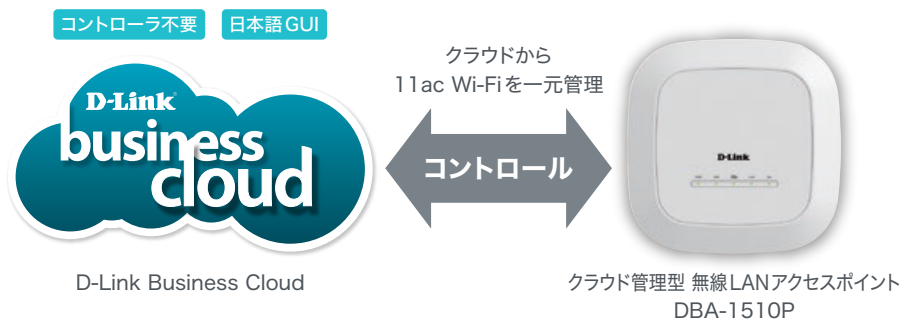 コントローラ不要
日本語GUI
D-Link
business
cloud
D-Link Business Cloud
クラウドから
11ac Wi-Fiを一元管理
コントロール
D-Link
クラウド管理型 無線LANアクセスポイント
DBA-1510P